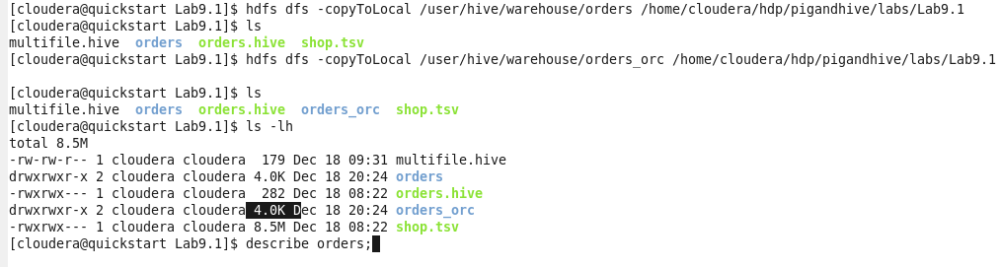 [cloudera@quickstart Lab9.1]$ hdfs dfs -copyToLocal /user/hive/warehouse/orders /home/cloudera/hdp/pigandhive/labs/Lab9.1
[cloudera@quickstart Lab9.1]$ ls
multifile.hive  orders  orders.hive  shop.tsv
[cloudera@quickstart Lab9.1]$ hdfs dfs -copyToLocal /user/hive/warehouse/orders_orc /home/cloudera/hdp/pigandhive/labs/Lab9.1
[cloudera@quickstart Lab9.1]$ ls
multifile.hive  orders  orders.hive  orders_orc  shop.tsv
[cloudera@quickstart Lab9.1]$ ls -lh
total 8.5M
-rw-rw-r-- 1 cloudera cloudera  179 Dec 18 09:31 multifile.hive
drwxrwxr-x 2 cloudera cloudera 4.0K Dec 18 20:24 orders
-rwxrwx--- 1 cloudera cloudera  282 Dec 18 08:22 orders.hive
drwxrwxr-x 2 cloudera cloudera 4.0K Dec 18 20:24 orders_orc
-rwxrwx--- 1 cloudera cloudera 8.5M Dec 18 08:22 shop.tsv
[cloudera@quickstart Lab9.1]$ describe orders;